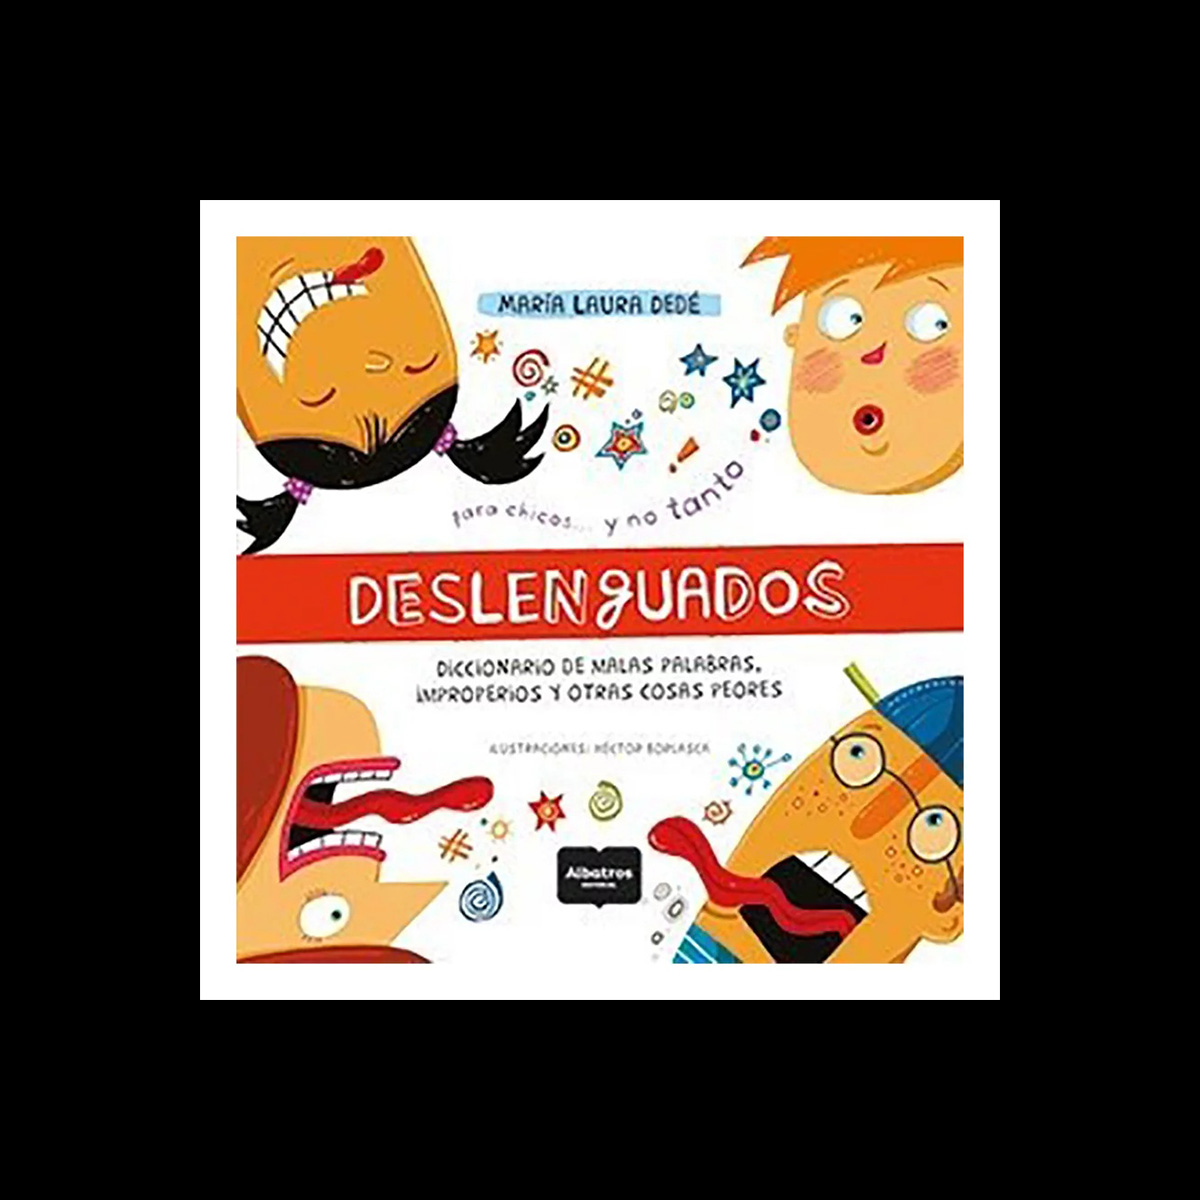 MARÍA LAURA DEDÉ
para chicos... y no tanto
DESLENGUADOS
DICCIONARIO DE MALAS PALABRAS,
IMPROPERIOS Y OTRAS COSAS PEORES
ILUSTRACIONES: HÉCTOR BORLASCA
Albatros
EDITORIAL